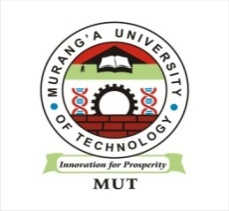 MURANG'A UNIVERSITY
OF TECHNOLOGY
Innovation for Prosperity
MUT